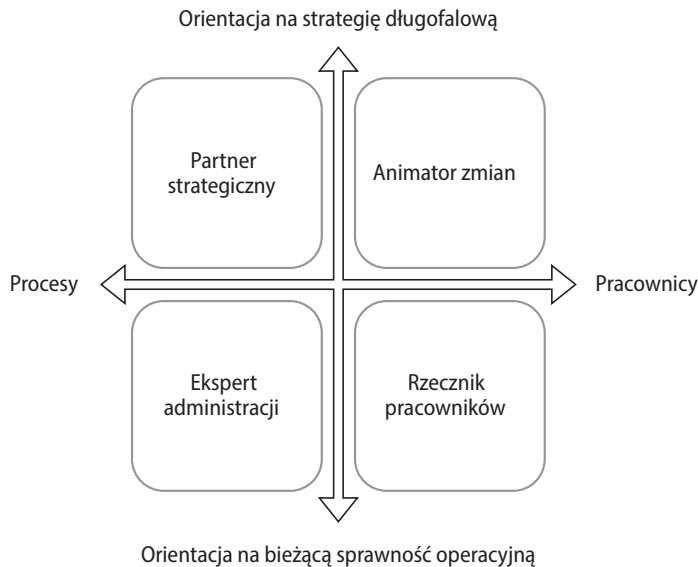 Orientacja na strategię długofalową
Partner
strategiczny
Animator zmian
Procesy
Pracownicy
Ekspert
administracji
Rzecznik
pracowników
Orientacja na bieżącą sprawność operacyjną